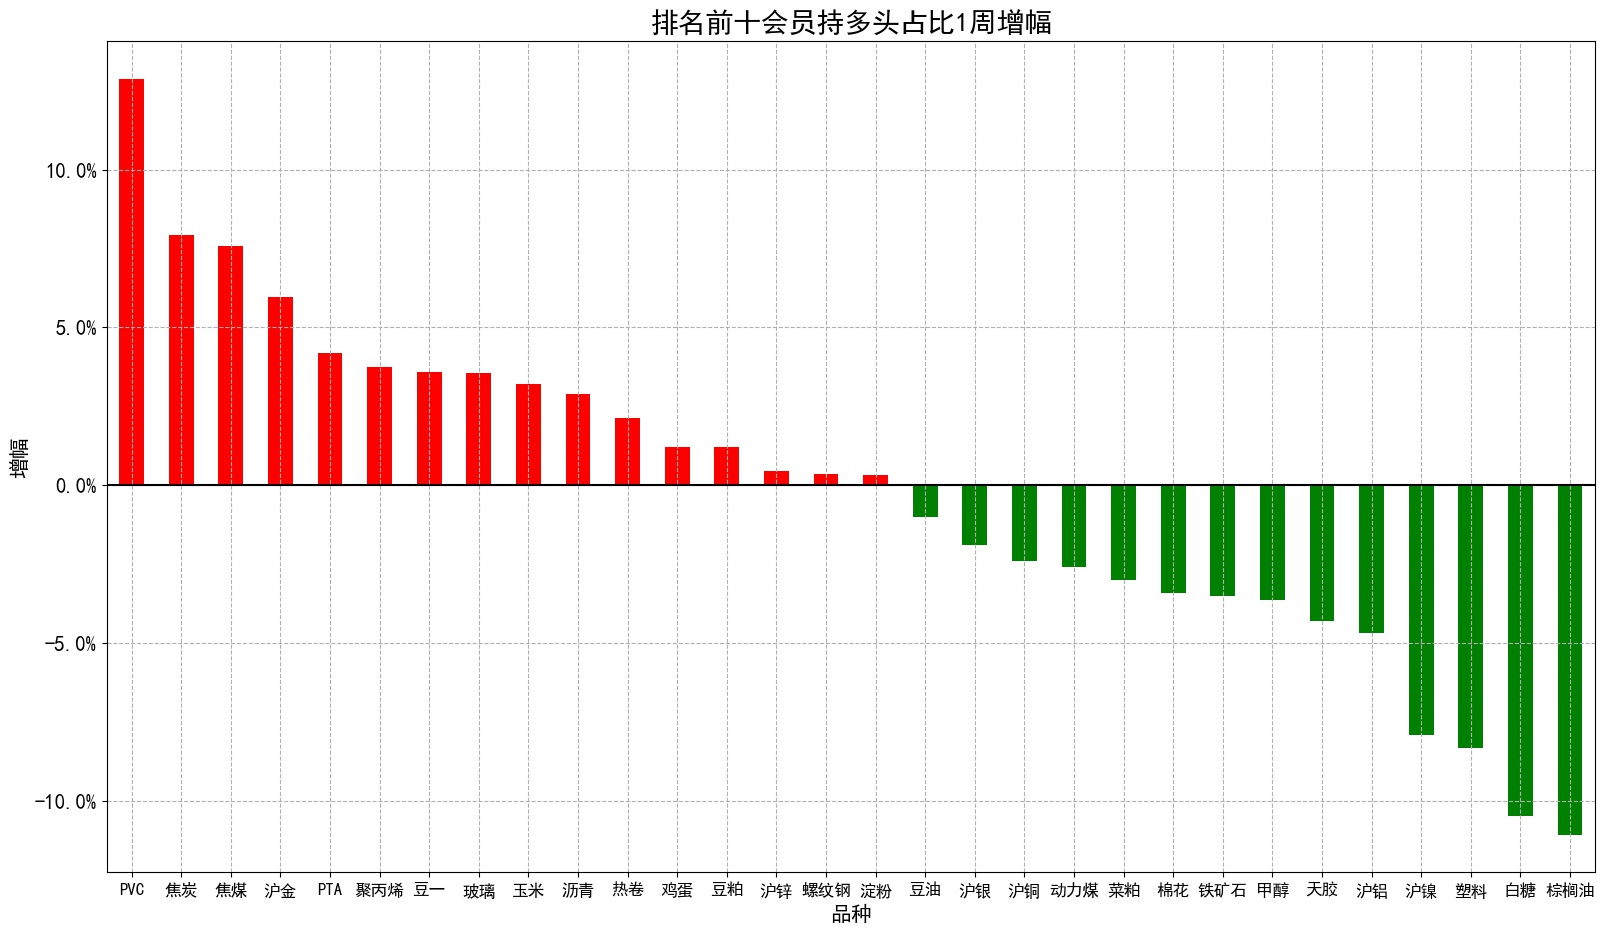 排名前十会员持多头占比1周增幅
10.0%
5.0%
0.0%
−5.0%
−10.0%
增幅
PVC 焦炭 焦煤 沪金 PTA 聚丙烯 豆一 玻璃 玉米 沥青 热卷 鸡蛋 豆粕 沪锌 螺纹钢 淀粉 豆油 沪银 沪铜 动力煤 菜粕 棉花 铁矿石 甲醇 天胶 沪铝 沪镍 塑料 白糖 棕榈油
品种